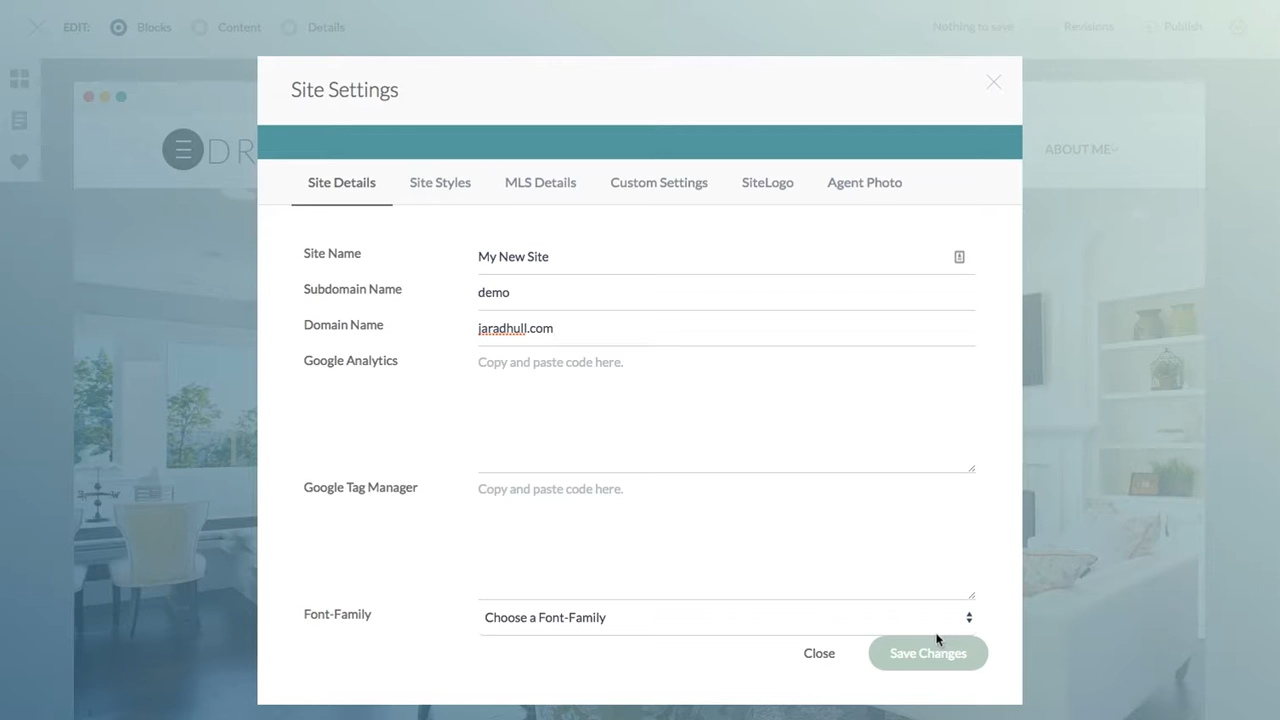 EDIT: Blocks Content Details Nothing to save Revisions Publish
Site Settings
DR
ABOUT ME
Site Details Site Styles MLS Details Custom Settings SiteLogo Agent Photo
Site Name My New Site
Subdomain Name demo
Domain Name jaradhull.com
Google Analytics Copy and paste code here.
Google Tag Manager Copy and paste code here.
Font-Family Choose a Font-Family
Close Save Changes